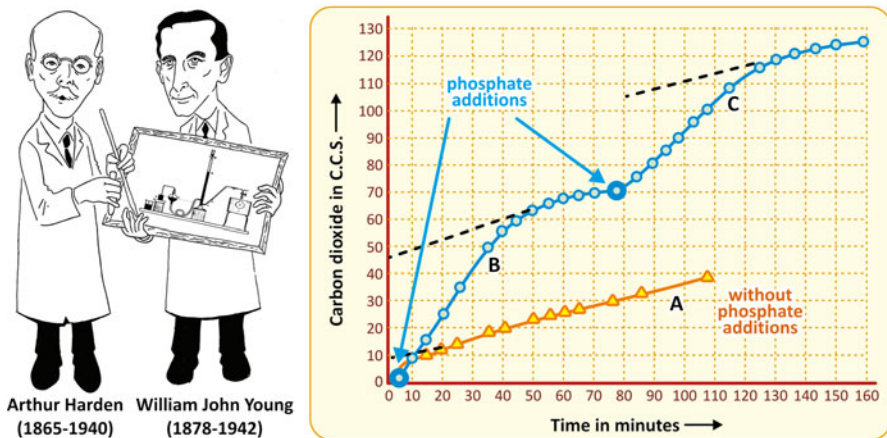 Arthur Harden
(1865-1940)
William John Young
(1878-1942)
130
120
110
100
90
80
70
60
50
40
30
20
10
0
Carbon dioxide in C.C.S.
phosphate
additions
A
B
C
without
phosphate
additions
0 10 20 30 40 50 60 70 80 90 100 110 120 130 140 150 160
Time in minutes